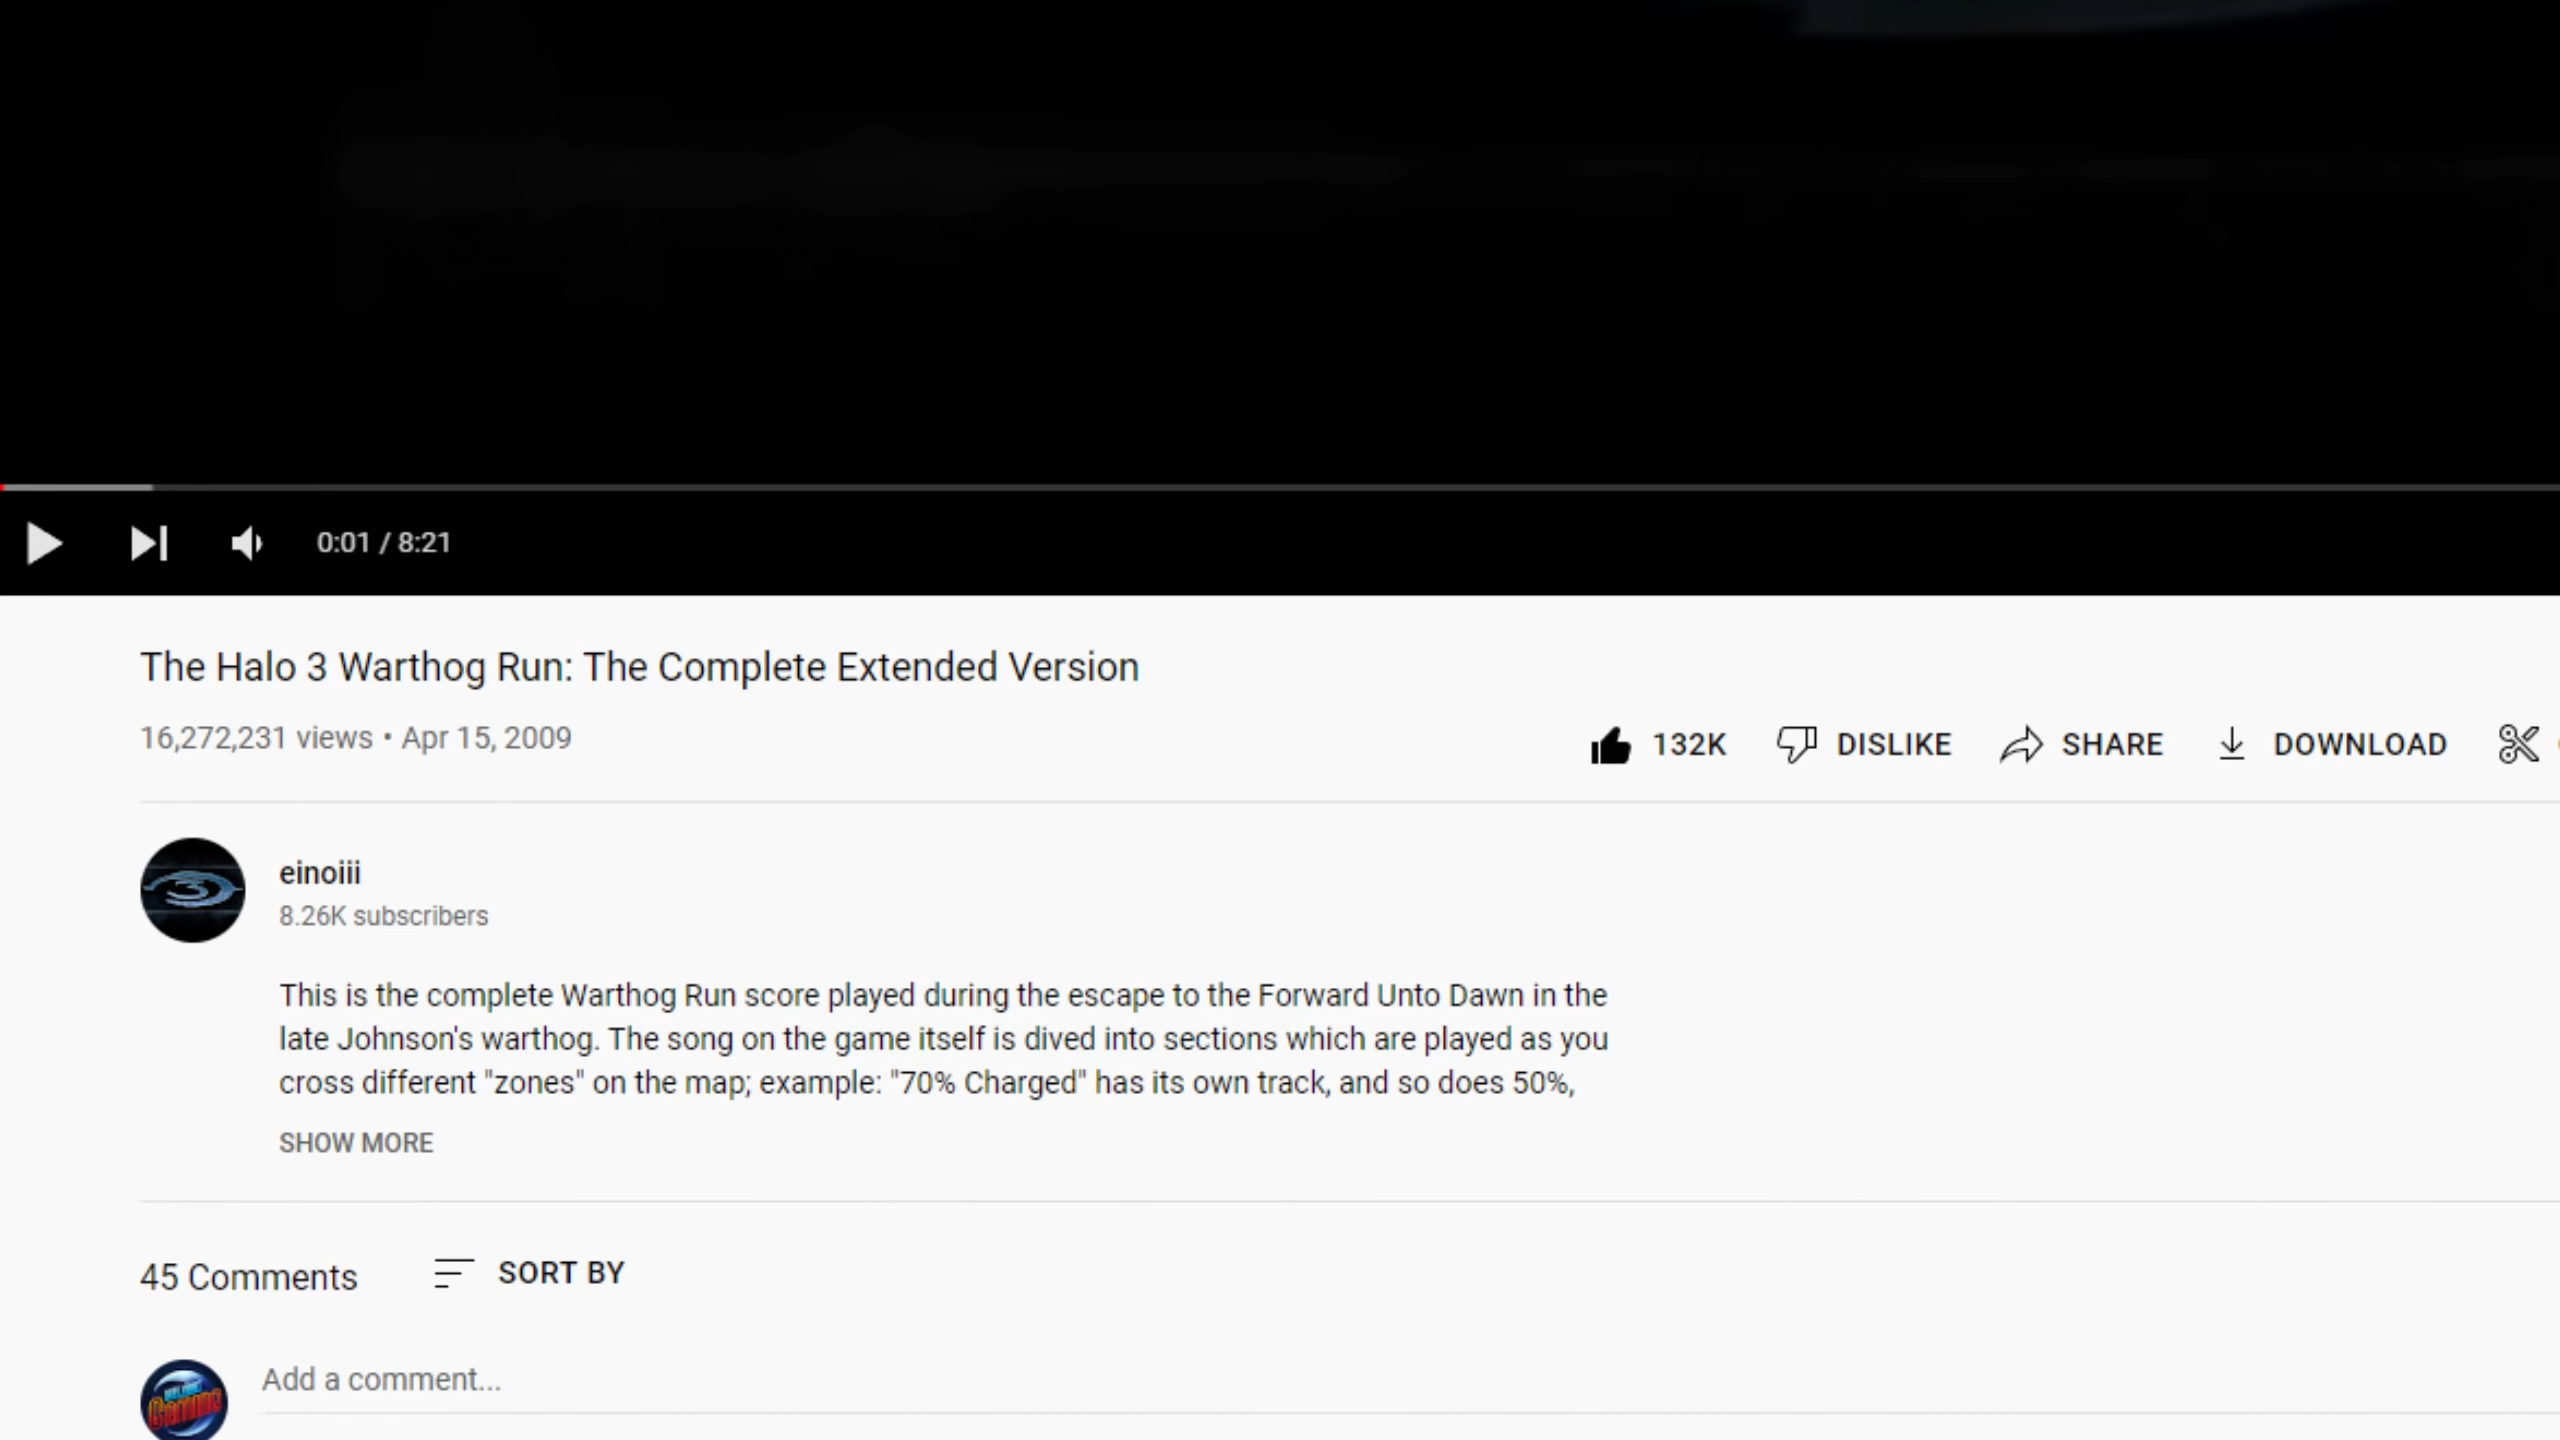 0:01 / 8:21
The Halo 3 Warthog Run: The Complete Extended Version
16,272,231 views • Apr 15, 2009
132K DISLIKE SHARE DOWNLOAD
einoiii
8.26K subscribers
This is the complete Warthog Run score played during the escape to the Forward Unto Dawn in the
late Johnson's warthog. The song on the game itself is dived into sections which are played as you
cross different "zones" on the map; example: "70% Charged" has its own track, and so does 50%,
SHOW MORE
45 Comments SORT BY
Add a comment...
Gaming